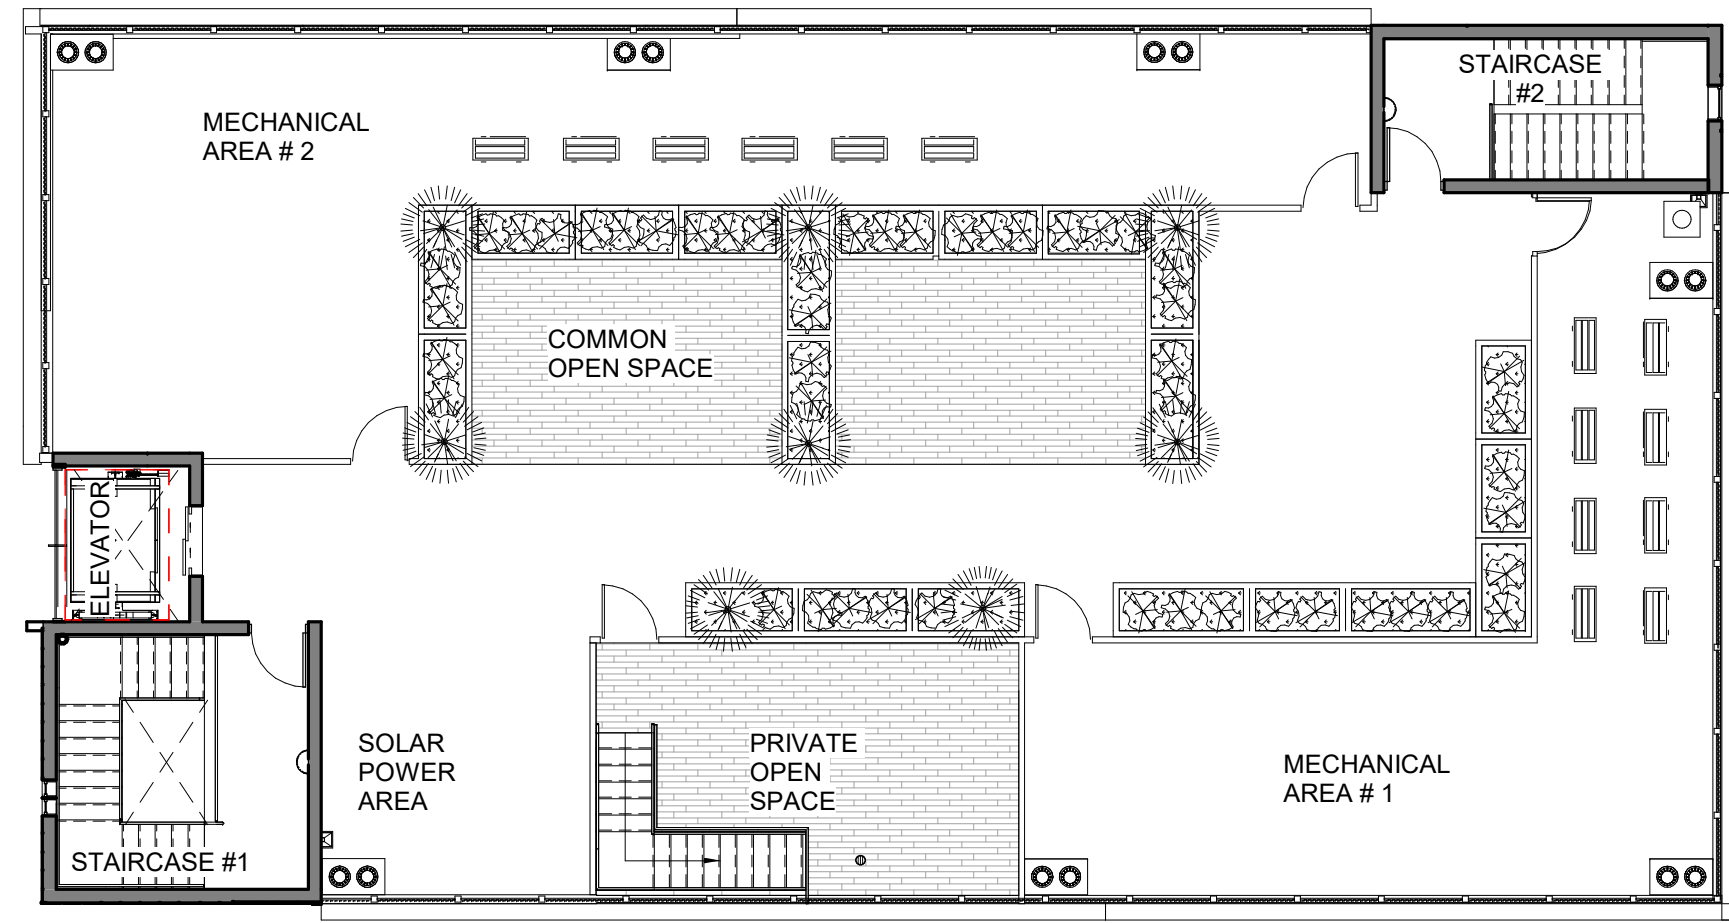 STAIRCASE
#2
MECHANICAL
AREA # 2
COMMON
OPEN SPACE
ELEVATOR
SOLAR
POWER
AREA
PRIVATE
OPEN
SPACE
MECHANICAL
AREA # 1
STAIRCASE #1